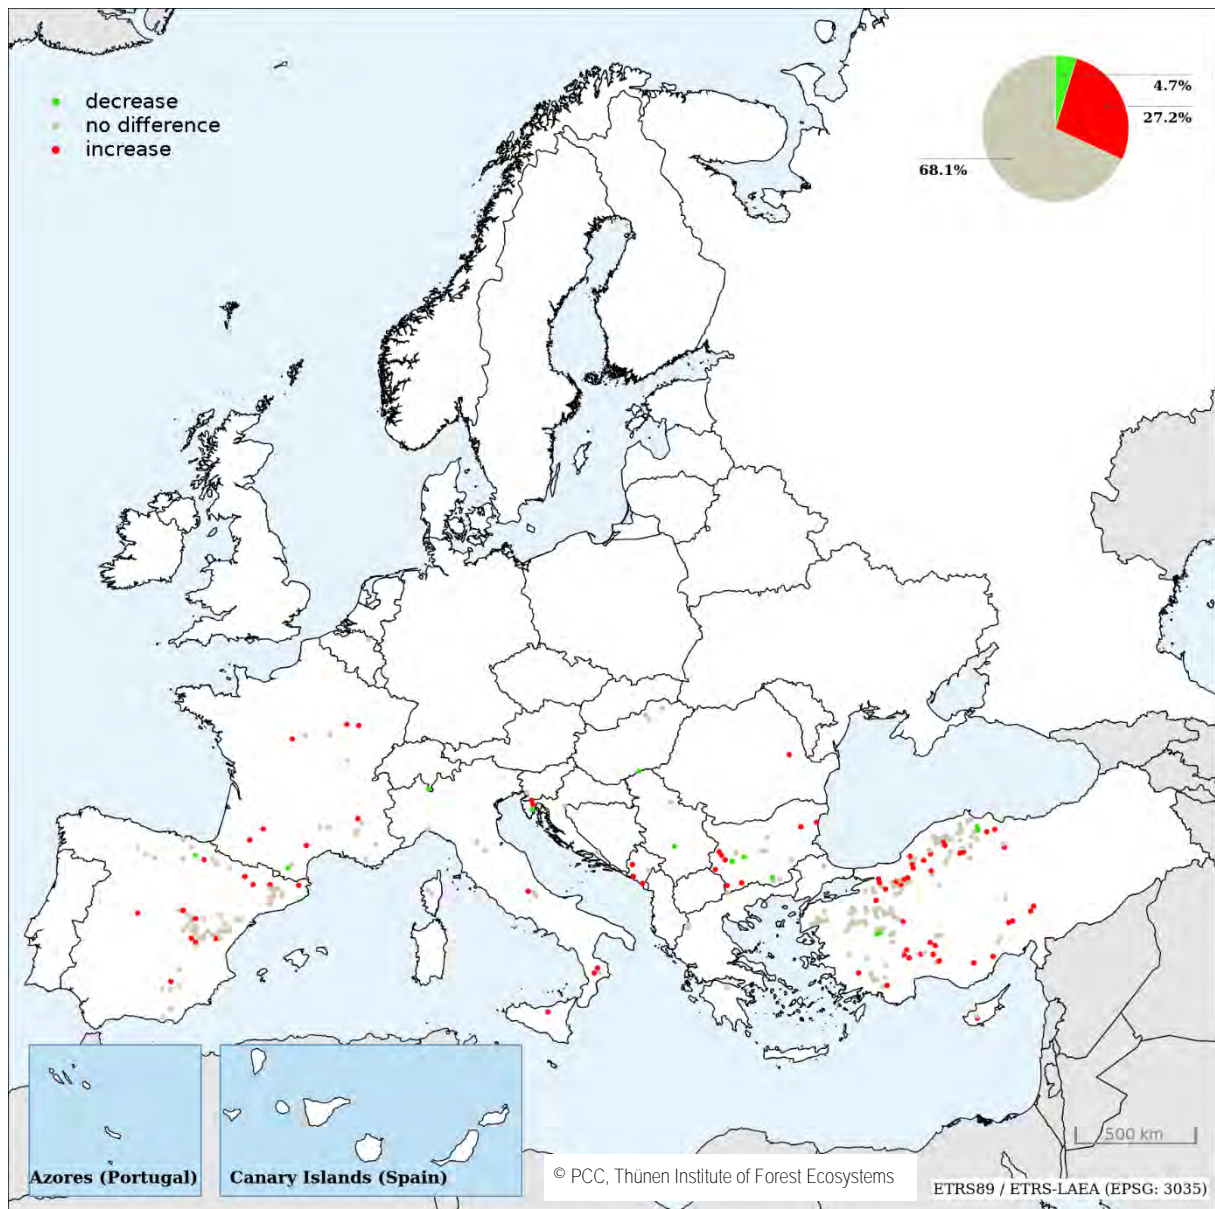 decrease
no difference
increase
4.7%
27.2%
68.1%
Azores (Portugal)
Canary Islands (Spain)
500 km
© PCC, Thünen Institute of Forest Ecosystems
ETRS89 / ETRS-LAEA (EPSG: 3035)